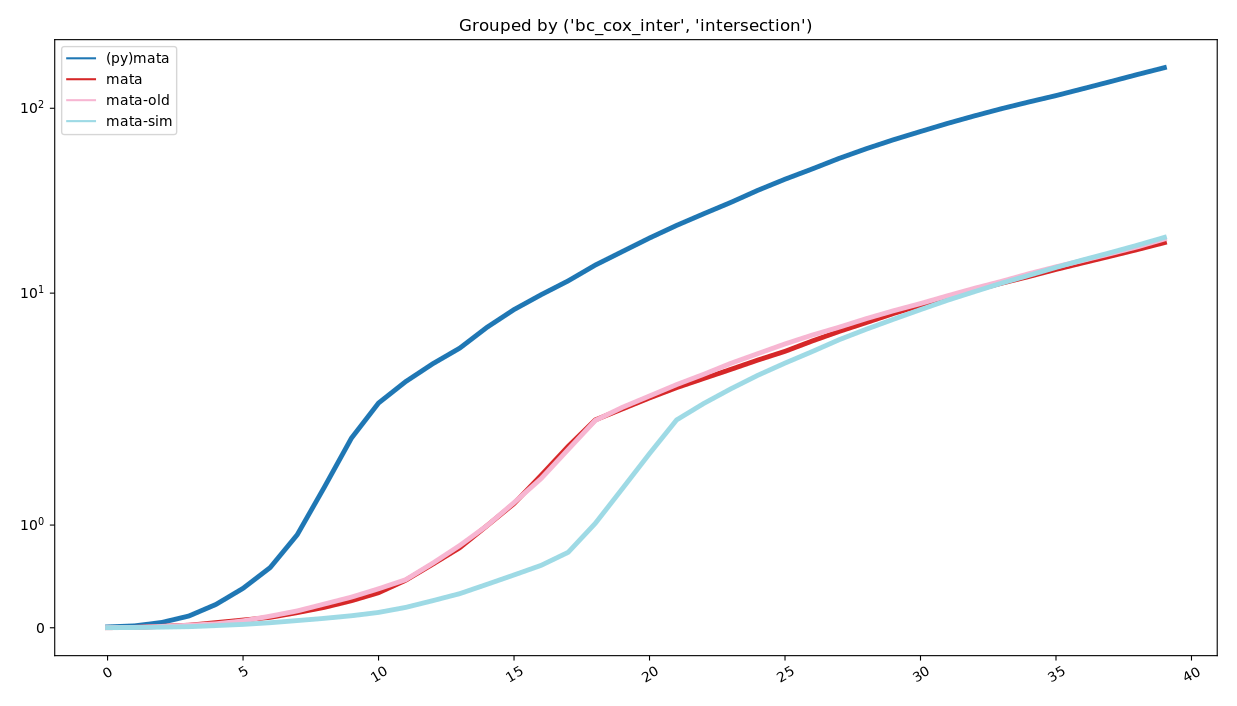 Grouped by ('bc_cox_inter', 'intersection')
(py)mata
mata
mata-old
mata-sim
10²
10¹
10⁰
0
0 5 10 15 20 25 30 35 40